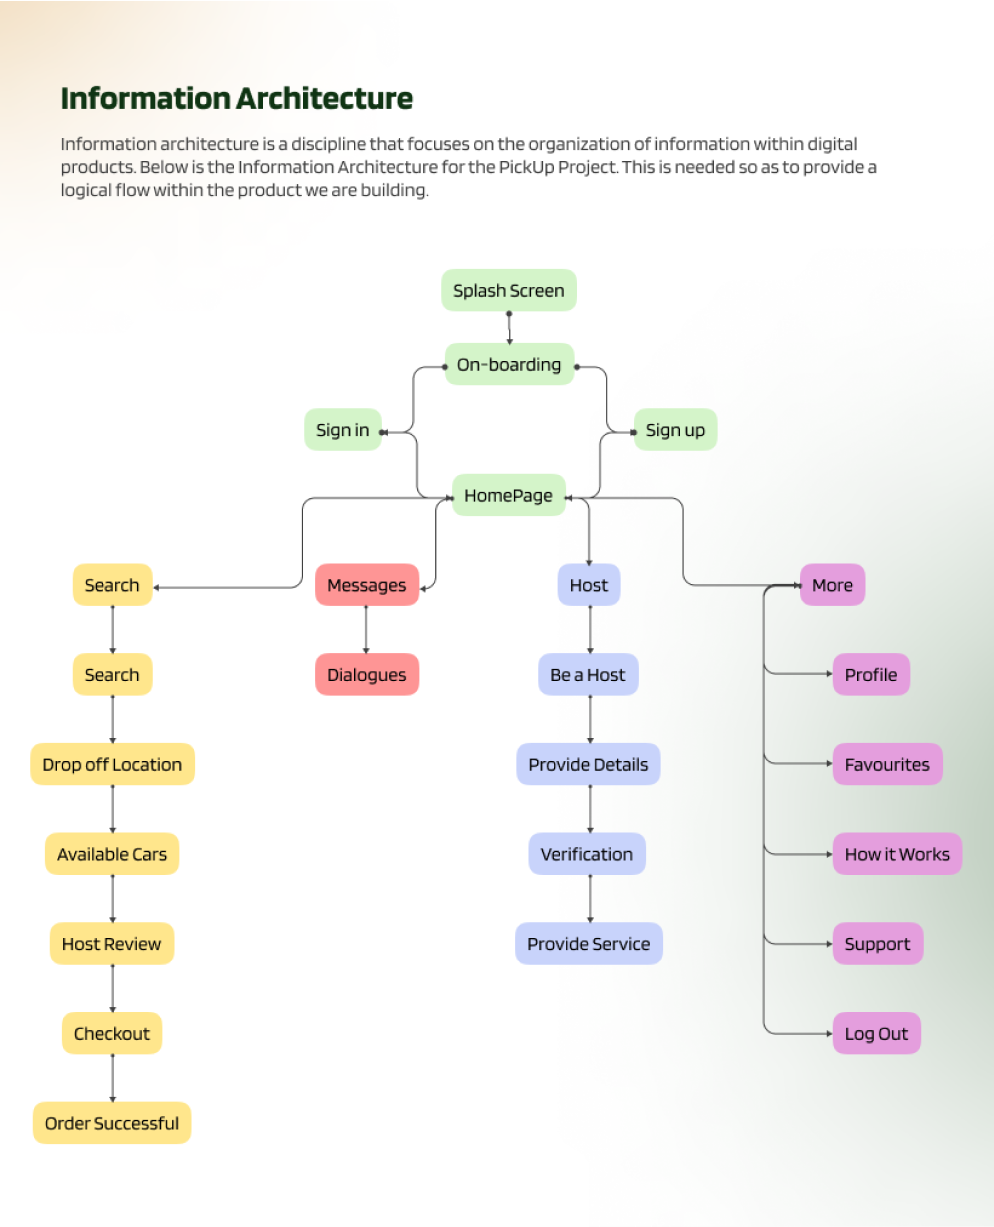 Information Architecture
Information architecture is a discipline that focuses on the organization of information within digital
products. Below is the Information Architecture for the PickUp Project. This is needed so as to provide a
logical flow within the product we are building.
Splash Screen
On-boarding
Sign in
Sign up
HomePage
Search
Messages
Host
More
Search
Dialogues
Be a Host
Profile
Drop off Location
Provide Details
Favourites
Available Cars
Verification
How it Works
Host Review
Provide Service
Support
Checkout
Log Out
Order Successful